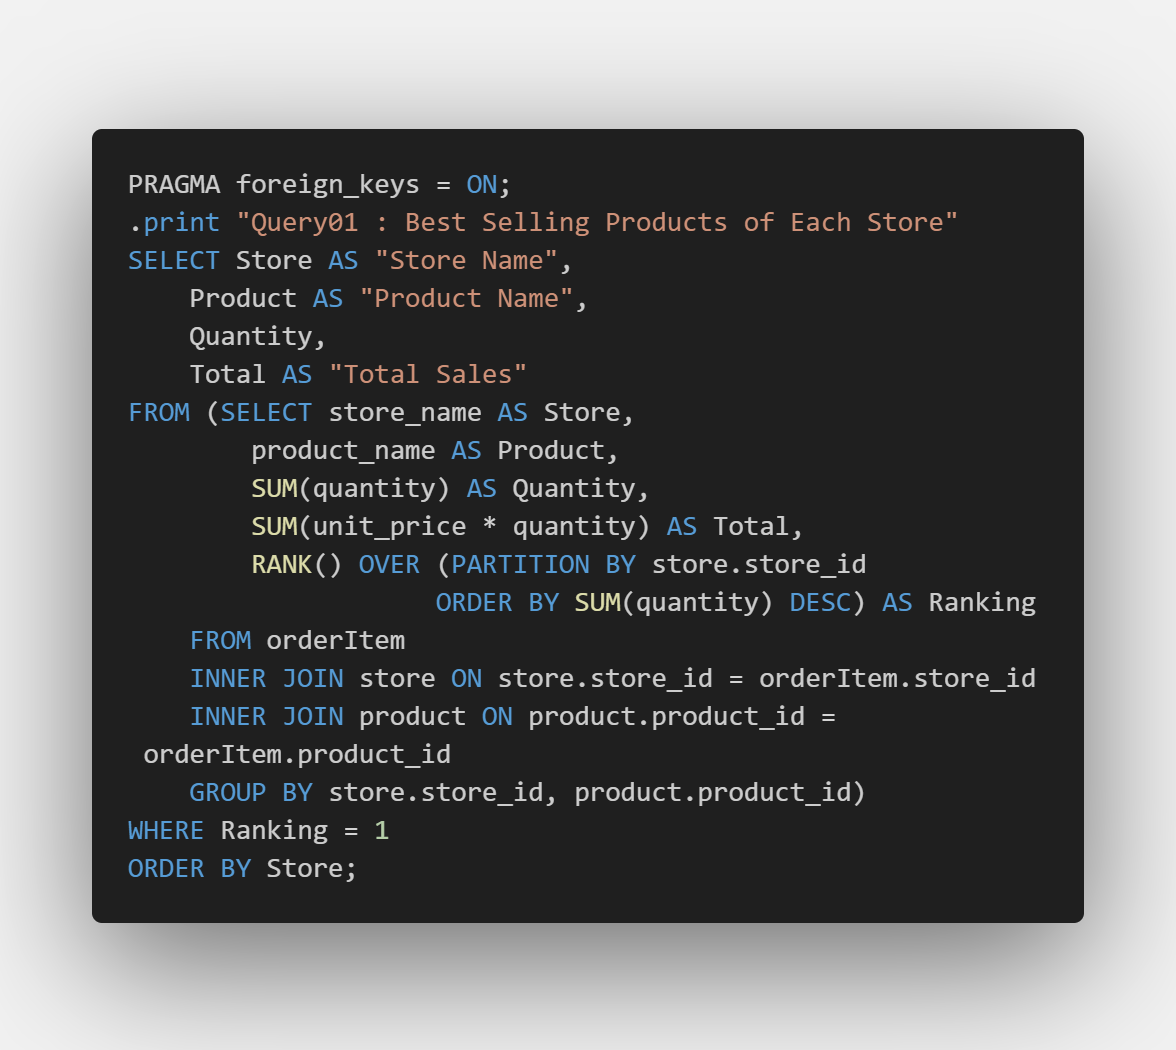 PRAGMA foreign_keys = ON;
.print "Query01 : Best Selling Products of Each Store"
SELECT Store AS "Store Name",
    Product AS "Product Name",
    Quantity,
    Total AS "Total Sales"
FROM (SELECT store_name AS Store,
        product_name AS Product,
        SUM(quantity) AS Quantity,
        SUM(unit_price * quantity) AS Total,
        RANK() OVER (PARTITION BY store.store_id
                    ORDER BY SUM(quantity) DESC) AS Ranking
    FROM orderItem
    INNER JOIN store ON store.store_id = orderItem.store_id
    INNER JOIN product ON product.product_id =
 orderItem.product_id
    GROUP BY store.store_id, product.product_id)
WHERE Ranking = 1
ORDER BY Store;